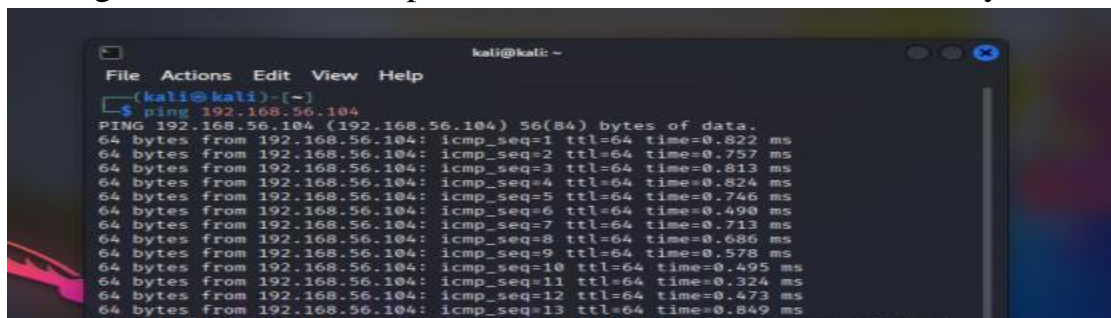 kali@kali: ~
File Actions Edit View Help
(kali㉿kali)-[~]
$ ping 192.168.56.104
PING 192.168.56.104 (192.168.56.104) 56(84) bytes of data.
64 bytes from 192.168.56.104: icmp_seq=1 ttl=64 time=0.822 ms
64 bytes from 192.168.56.104: icmp_seq=2 ttl=64 time=0.757 ms
64 bytes from 192.168.56.104: icmp_seq=3 ttl=64 time=0.813 ms
64 bytes from 192.168.56.104: icmp_seq=4 ttl=64 time=0.824 ms
64 bytes from 192.168.56.104: icmp_seq=5 ttl=64 time=0.746 ms
64 bytes from 192.168.56.104: icmp_seq=6 ttl=64 time=0.490 ms
64 bytes from 192.168.56.104: icmp_seq=7 ttl=64 time=0.713 ms
64 bytes from 192.168.56.104: icmp_seq=8 ttl=64 time=0.686 ms
64 bytes from 192.168.56.104: icmp_seq=9 ttl=64 time=0.578 ms
64 bytes from 192.168.56.104: icmp_seq=10 ttl=64 time=0.495 ms
64 bytes from 192.168.56.104: icmp_seq=11 ttl=64 time=0.324 ms
64 bytes from 192.168.56.104: icmp_seq=12 ttl=64 time=0.473 ms
64 bytes from 192.168.56.104: icmp_seq=13 ttl=64 time=0.849 ms